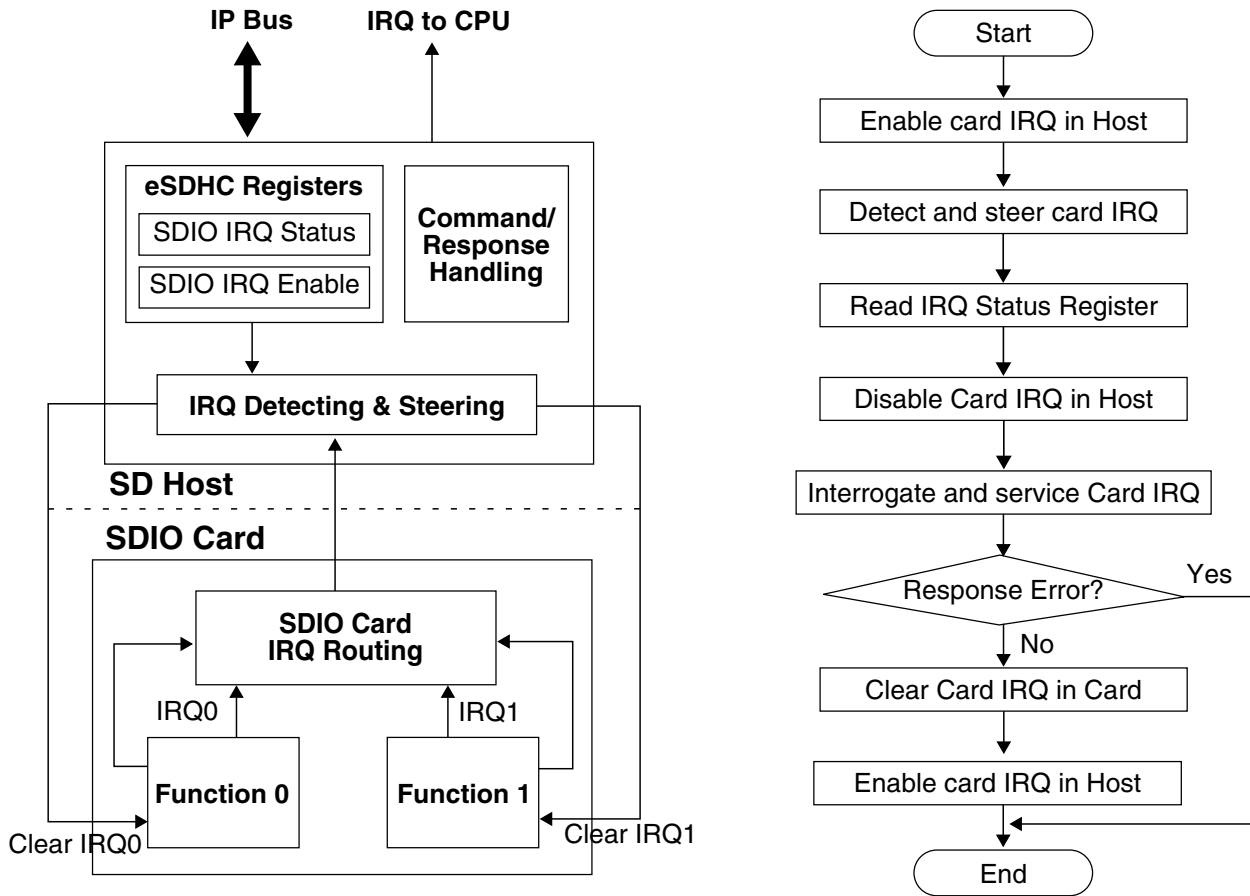 IP Bus
IRQ to CPU
eSDHC Registers
SDIO IRQ Status
SDIO IRQ Enable
Command/
Response
Handling
IRQ Detecting & Steering
SD Host
SDIO Card
SDIO Card
IRQ Routing
IRQ0
IRQ1
Function 0
Function 1
Clear IRQ0
Clear IRQ1
Start
Enable card IRQ in Host
Detect and steer card IRQ
Read IRQ Status Register
Disable Card IRQ in Host
Interrogate and service Card IRQ
Response Error?
Yes
No
Clear Card IRQ in Card
Enable card IRQ in Host
End